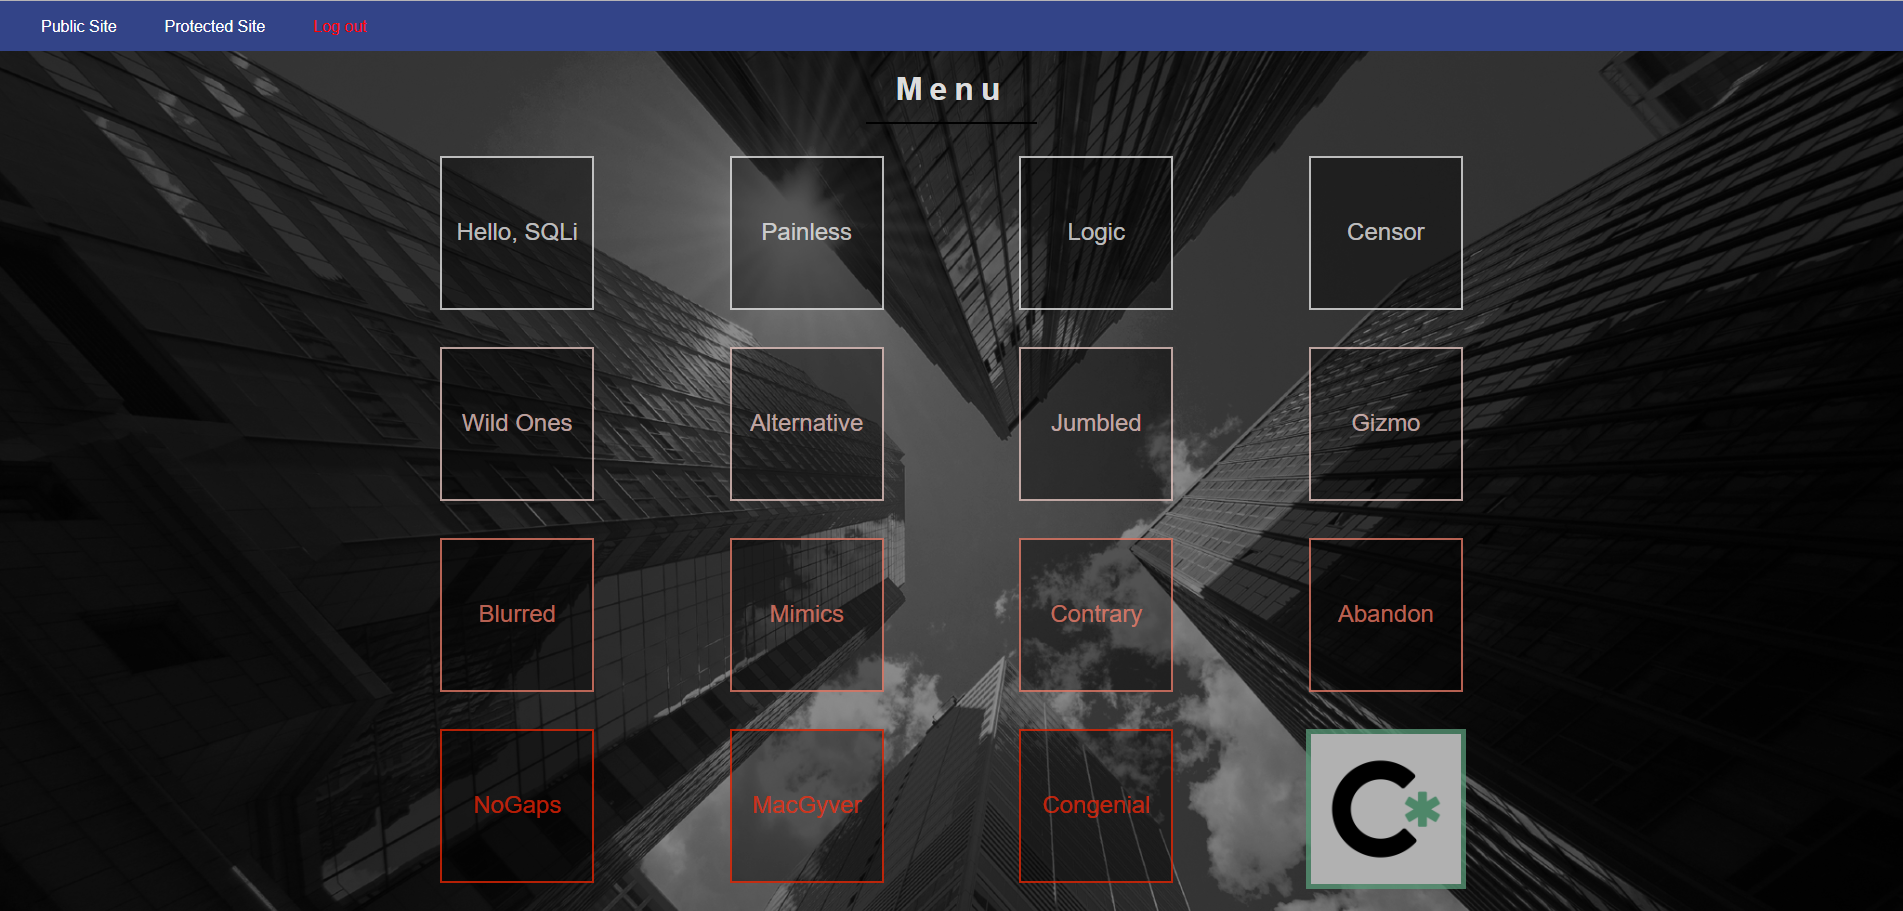 Public Site Protected Site Log out
Menu
Hello, SQLi Painless Logic Censor
Wild Ones Alternative Jumbled Gizmo
Blurred Mimics Contrary Abandon
NoGaps MacGyver Congenial C*